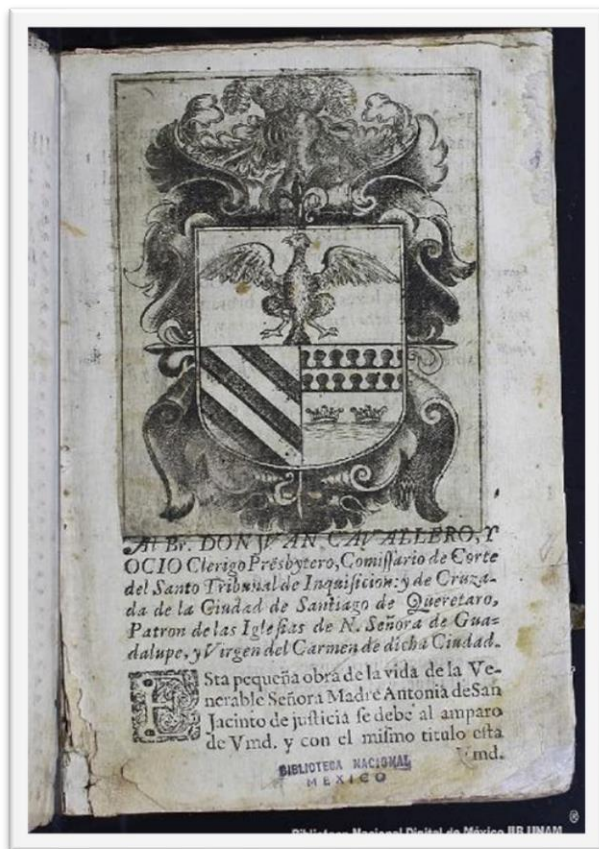 Al Br. DON JVAN CAVALLERO, Y
OCIO Clerigo Presbytero, Comissario de Corte
del Santo Tribunal de Inquisicion: y de Cruza-
da de la Ciudad de Santiago de Queretaro,
Patron de las Iglesias de N. Señora de Gua-
dalupe, y Virgen del Carmen de dicha Ciudad.
ESta pequeña obra de la vida de la Ve-
nerable Señora Madre Antonia de San
Jacinto de justicia se debe al amparo
de Vmd. y con el mismo titulo esta
Vmd.
BIBLIOTECA NACIONAL
MEXICO
Biblioteca Nacional Digital de México IIB UNAM
®